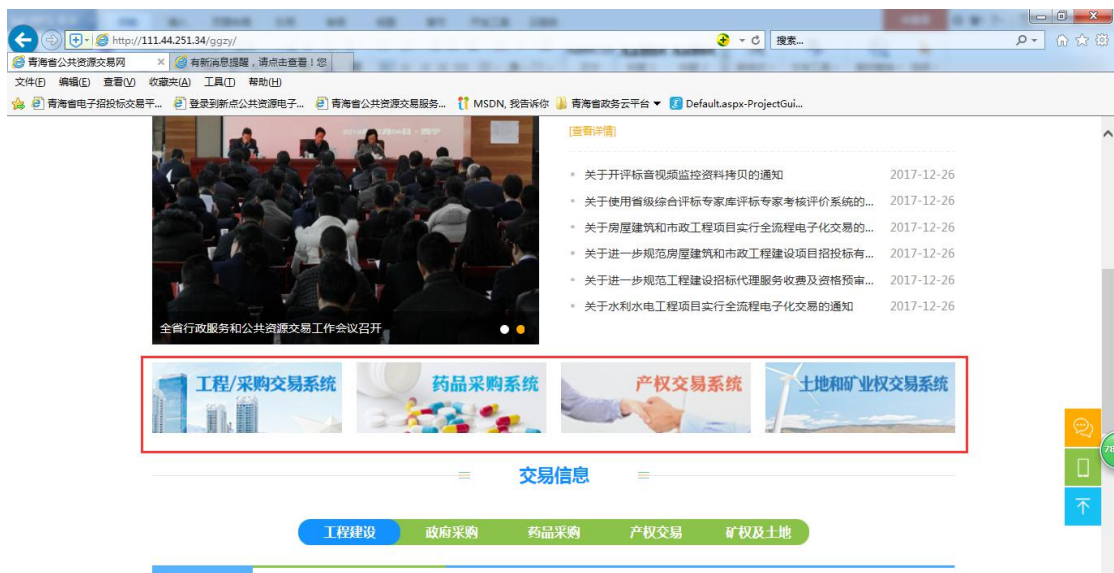 http://111.44.251.34/ggzy/
搜索...
青海省公共资源交易网
有新消息提醒，请点击查看！您
文件(F) 编辑(E) 查看(V) 收藏夹(A) 工具(T) 帮助(H)
青海省电子招投标交易平... 登录到新点公共资源电子... 青海省公共资源交易服务... MSDN, 我告诉你 青海省政务云平台 Default.aspx-ProjectGui...
[查看详情]
关于开评标音视频监控资料拷贝的通知 2017-12-26
关于使用省级综合评标专家库评标专家考核评价系统的... 2017-12-26
关于房屋建筑和市政工程项目实行全流程电子化交易的... 2017-12-26
关于进一步规范房屋建筑和市政工程建设项目招投标有... 2017-12-26
关于进一步规范工程建设招标代理服务收费及资格预审... 2017-12-26
关于水利水电工程项目实行全流程电子化交易的通知 2017-12-26
全省行政服务和公共资源交易工作会议召开
工程/采购交易系统 药品采购系统 产权交易系统 土地和矿业权交易系统
78
交易信息
工程建设 政府采购 药品采购 产权交易 矿权及土地